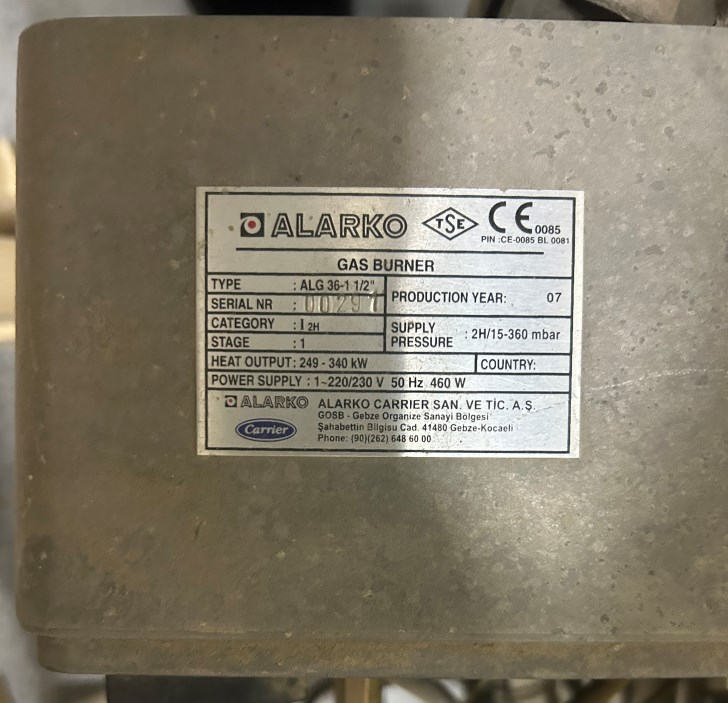 ALARKO TSE CE 0085
PIN :CE-0085 BL 0081
GAS BURNER
TYPE : ALG 36-1 1/2"
SERIAL NR : 00297
PRODUCTION YEAR: 07
CATEGORY : I 2H
STAGE : 1
SUPPLY PRESSURE : 2H/15-360 mbar
HEAT OUTPUT: 249 - 340 kW
COUNTRY:
POWER SUPPLY : 1~220/230 V 50 Hz 460 W
ALARKO ALARKO CARRIER SAN. VE TİC. A.Ş.
GOSB - Gebze Organize Sanayi Bölgesi
Carrier Şahabettin Bilgisu Cad. 41480 Gebze-Kocaeli
Phone: (90)(262) 648 60 00